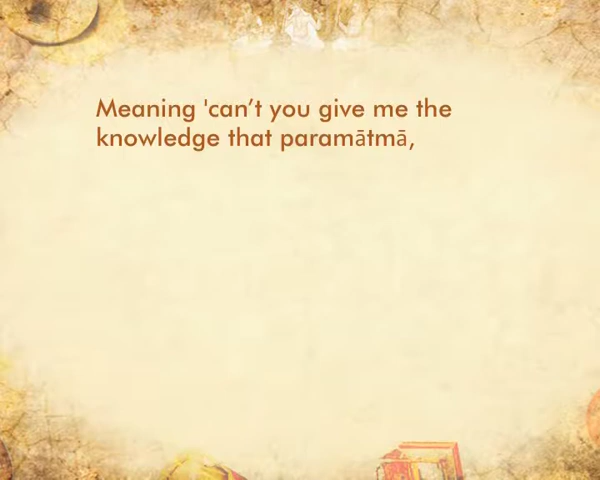 Meaning 'can’t you give me the
knowledge that paramātmā,